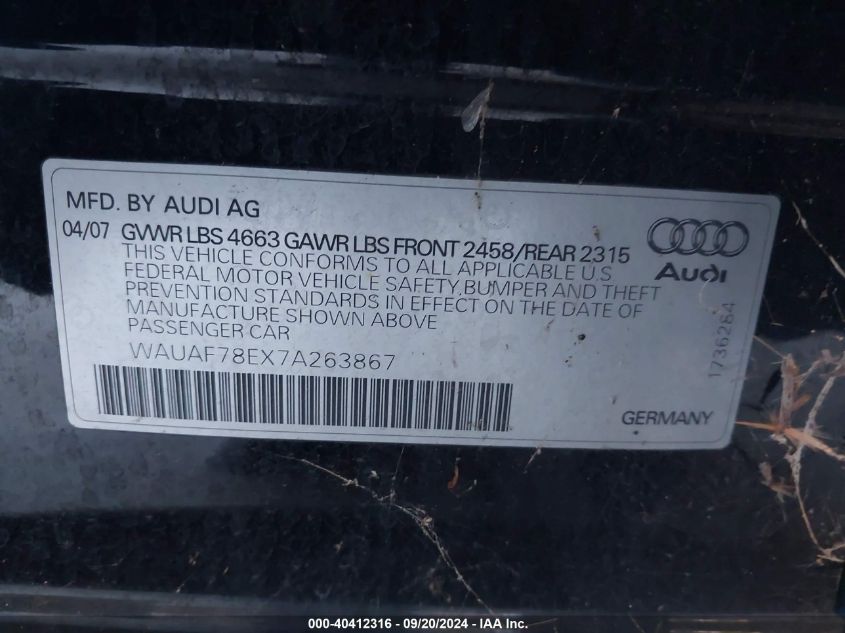 MFD. BY AUDI AG
04/07 GVWR LBS 4663 GAWR LBS FRONT 2458/REAR 2315
THIS VEHICLE CONFORMS TO ALL APPLICABLE U.S
FEDERAL MOTOR VEHICLE SAFETY,BUMPER AND THEFT
PREVENTION STANDARDS IN EFFECT ON THE DATE OF
MANUFACTURE SHOWN ABOVE
PASSENGER CAR
WAUAF78EX7A263867
Audi
1736264
GERMANY
000-40412316 - 09/20/2024 - IAA Inc.